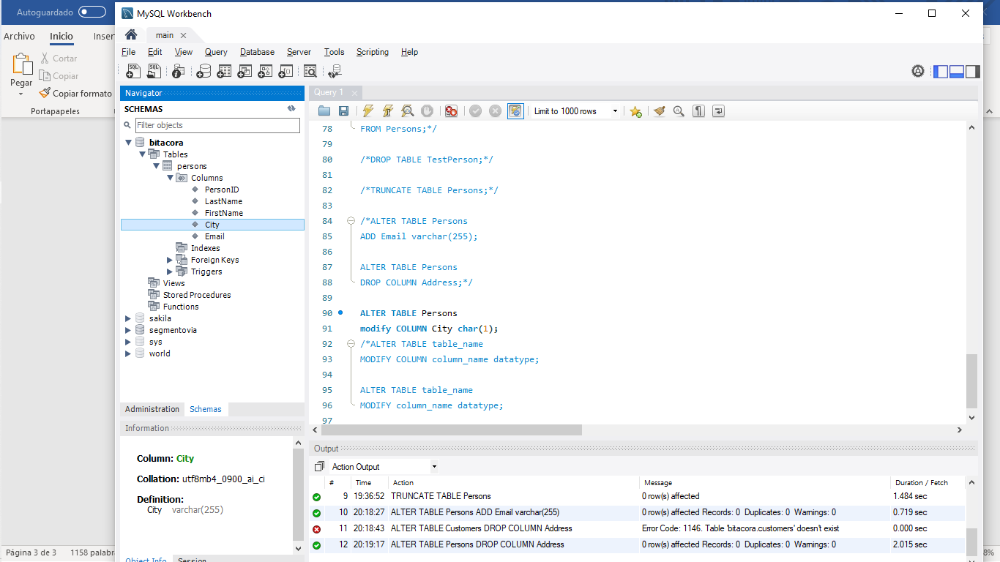 Autoguardado
Archivo Inicio Inser
Cortar
Copiar
Copiar formato
Pegar
Portapapeles
Página 3 de 3 1158 palabr
8%
MySQL Workbench
main
File Edit View Query Database Server Tools Scripting Help
Navigator
SCHEMAS
Filter objects
bitacora
Tables
persons
Columns
PersonID
LastName
FirstName
City
Email
Indexes
Foreign Keys
Triggers
Views
Stored Procedures
Functions
sakila
segmentovia
sys
world
Administration Schemas
Information
Column: City
Collation: utf8mb4_0900_ai_ci
Definition:
City varchar(255)
Object Info Session
Query 1
Limit to 1000 rows
78 FROM Persons;*/
79
80 /*DROP TABLE TestPerson;*/
81
82 /*TRUNCATE TABLE Persons;*/
83
84 /*ALTER TABLE Persons
85 ADD Email varchar(255);
86
87 ALTER TABLE Persons
88 DROP COLUMN Address;*/
89
90 ALTER TABLE Persons
91 modify COLUMN City char(1);
92 /*ALTER TABLE table_name
93 MODIFY COLUMN column_name datatype;
94
95 ALTER TABLE table_name
96 MODIFY column_name datatype;
97
Output
Action Output
# Time Action Message Duration / Fetch
9 19:36:52 TRUNCATE TABLE Persons 0 row(s) affected 1.484 sec
10 20:18:27 ALTER TABLE Persons ADD Email varchar(255) 0 row(s) affected Records: 0 Duplicates: 0 Warnings: 0 0.719 sec
11 20:18:43 ALTER TABLE Customers DROP COLUMN Address Error Code: 1146. Table 'bitacora.customers' doesn't exist 0.000 sec
12 20:19:17 ALTER TABLE Persons DROP COLUMN Address 0 row(s) affected Records: 0 Duplicates: 0 Warnings: 0 2.015 sec